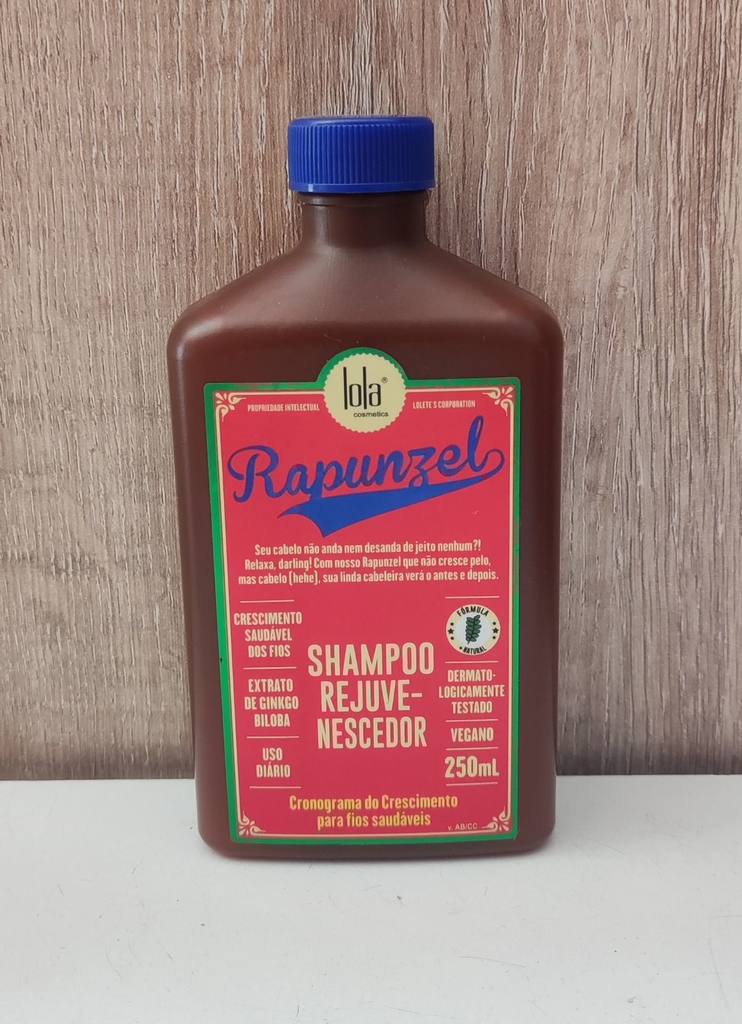 lola®
cosmetics
PROPRIEDADE INTELECTUAL
LOLETE'S CORPORATION
Rapunzel
Seu cabelo não anda nem desanda de jeito nenhum?!
Relaxa, darling! Com nosso Rapunzel que não cresce pelo,
mas cabelo (hehe), sua linda cabeleira verá o antes e depois.
CRESCIMENTO
SAUDÁVEL
DOS FIOS
EXTRATO
DE GINKGO
BILOBA
USO
DIÁRIO
SHAMPOO
REJUVE-
NESCEDOR
FÓRMULA
NATURAL
DERMATO-
LOGICAMENTE
TESTADO
VEGANO
250mL
Cronograma do Crescimento
para fios saudáveis
v. AB/CC